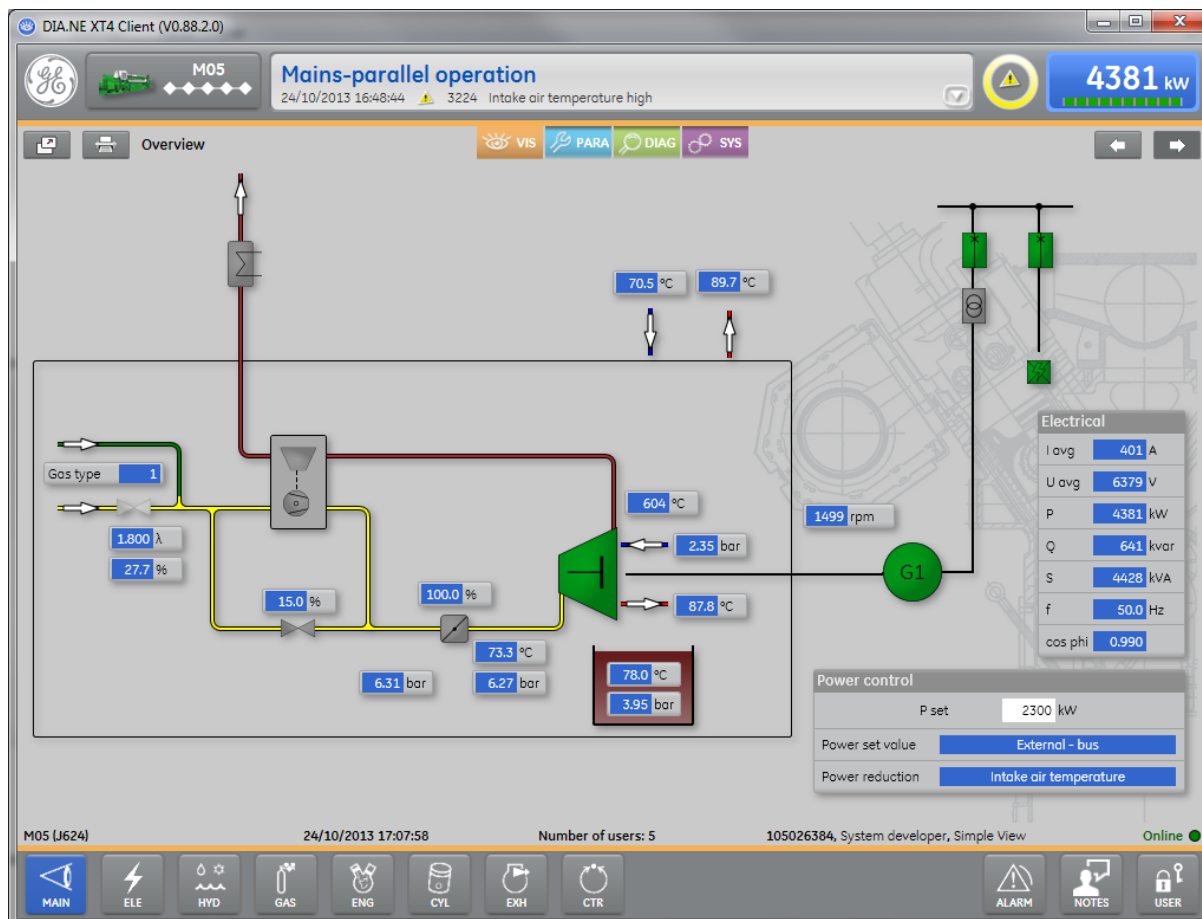 DIA.NE XT4 Client (V0.88.2.0)
M05
Mains-parallel operation
24/10/2013 16:48:44 3224 Intake air temperature high
4381 kW
Overview
VIS PARA DIAG SYS
70.5 °C 89.7 °C
Gas type 1
1.800 λ
27.7 %
15.0 %
100.0 %
73.3 °C
6.31 bar 6.27 bar
604 °C
2.35 bar
87.8 °C
78.0 °C
3.95 bar
1499 rpm
G1
Electrical
I avg 401 A
U avg 6379 V
P 4381 kW
Q 641 kvar
S 4428 kVA
f 50.0 Hz
cos phi 0.990
Power control
P set 2300 kW
Power set value External - bus
Power reduction Intake air temperature
M05 (J624) 24/10/2013 17:07:58 Number of users: 5 105026384, System developer, Simple View Online
MAIN ELE HYD GAS ENG CYL EXH CTR ALARM NOTES USER